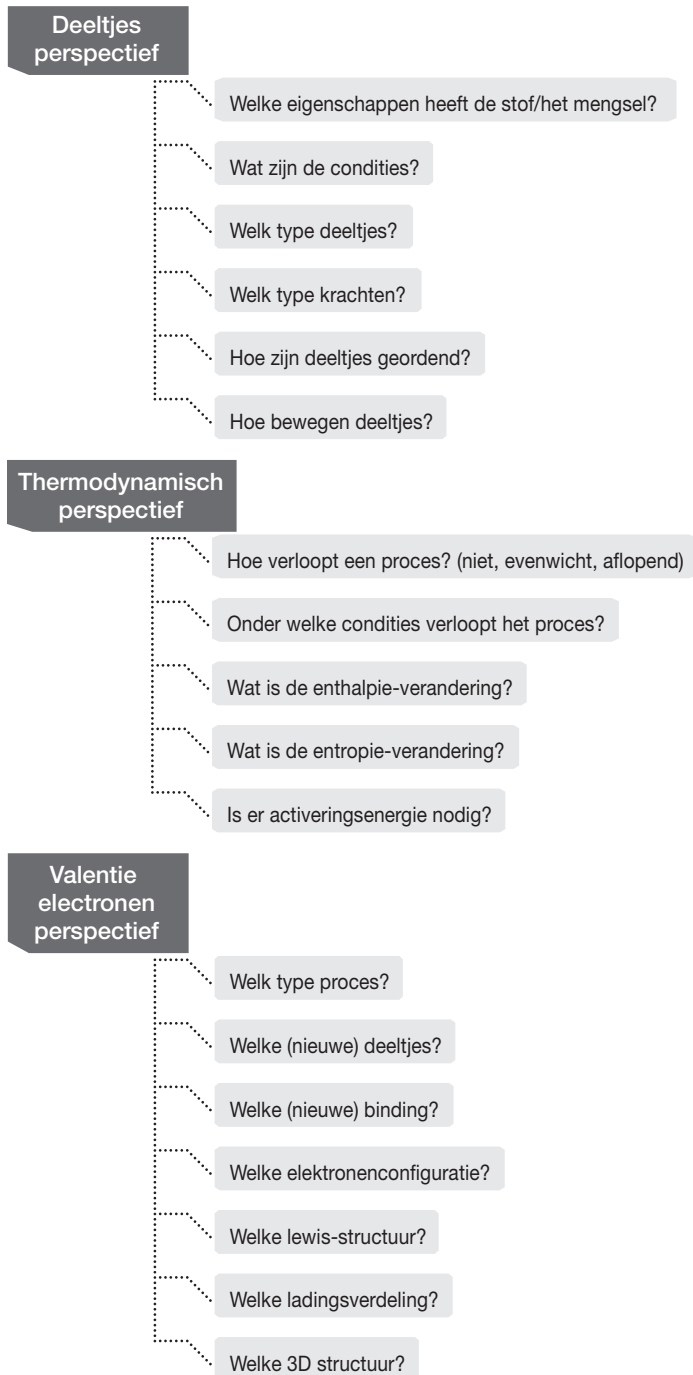 Deeltjes
perspectief
Welke eigenschappen heeft de stof/het mengsel?
Wat zijn de condities?
Welk type deeltjes?
Welk type krachten?
Hoe zijn deeltjes geordend?
Hoe bewegen deeltjes?
Thermodynamisch
perspectief
Hoe verloopt een proces? (niet, evenwicht, aflopend)
Onder welke condities verloopt het proces?
Wat is de enthalpie-verandering?
Wat is de entropie-verandering?
Is er activeringsenergie nodig?
Valentie
electronen
perspectief
Welk type proces?
Welke (nieuwe) deeltjes?
Welke (nieuwe) binding?
Welke elektronenconfiguratie?
Welke lewis-structuur?
Welke ladingsverdeling?
Welke 3D structuur?